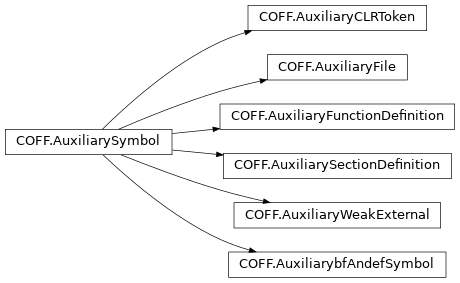 COFF.AuxiliaryCLRToken
COFF.AuxiliaryFile
COFF.AuxiliaryFunctionDefinition
COFF.AuxiliarySymbol
COFF.AuxiliarySectionDefinition
COFF.AuxiliaryWeakExternal
COFF.AuxiliarybfAndefSymbol